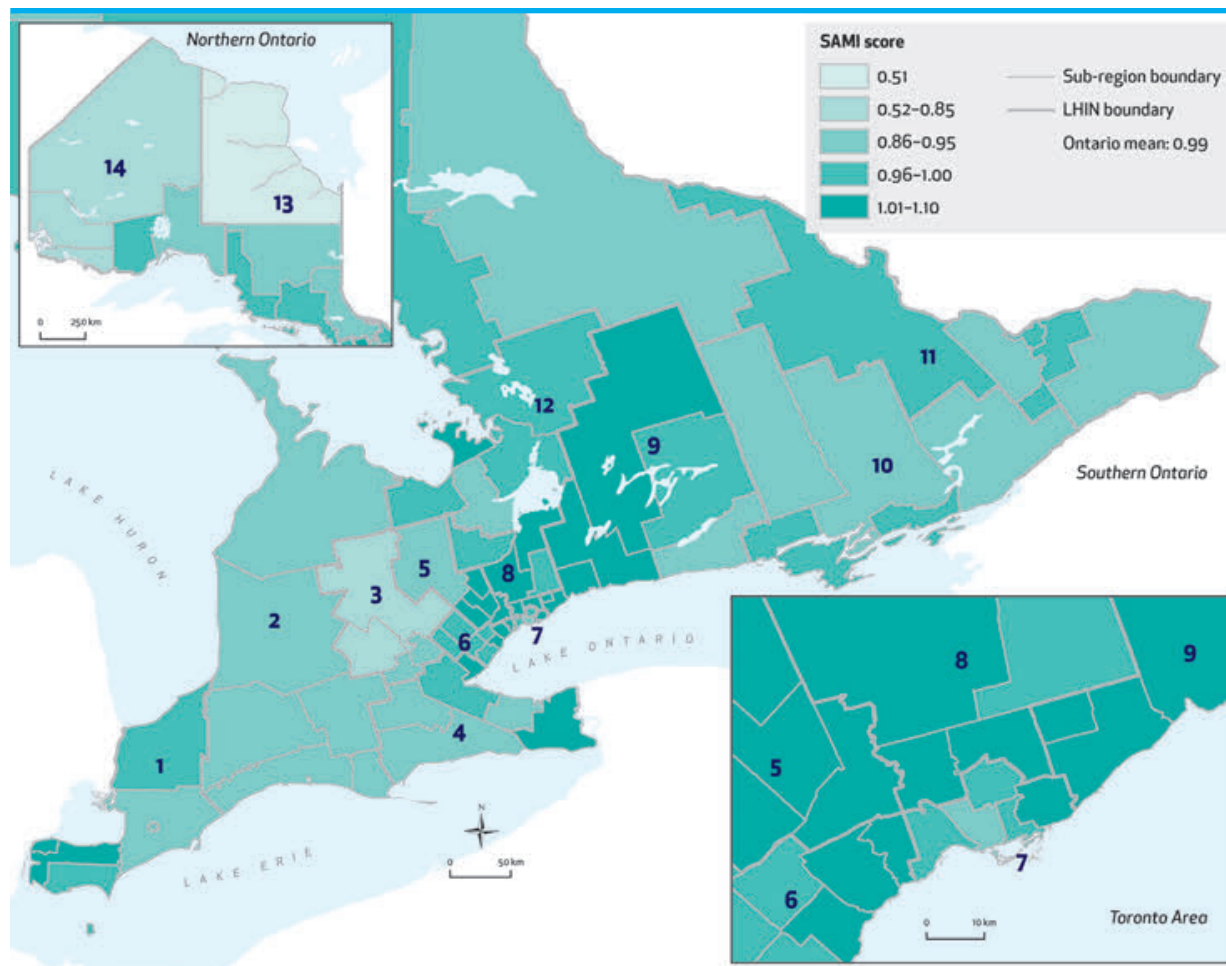 Northern Ontario
14
13
0 250 km
SAMI score
0.51
0.52–0.85
0.86–0.95
0.96–1.00
1.01–1.10
Sub-region boundary
LHIN boundary
Ontario mean: 0.99
11
12
9
10
Southern Ontario
LAKE HURON
5
3
8
2
6
7
LAKE ONTARIO
4
1
N
0 50 km
LAKE ERIE
8
9
5
7
6
0 10 km
Toronto Area